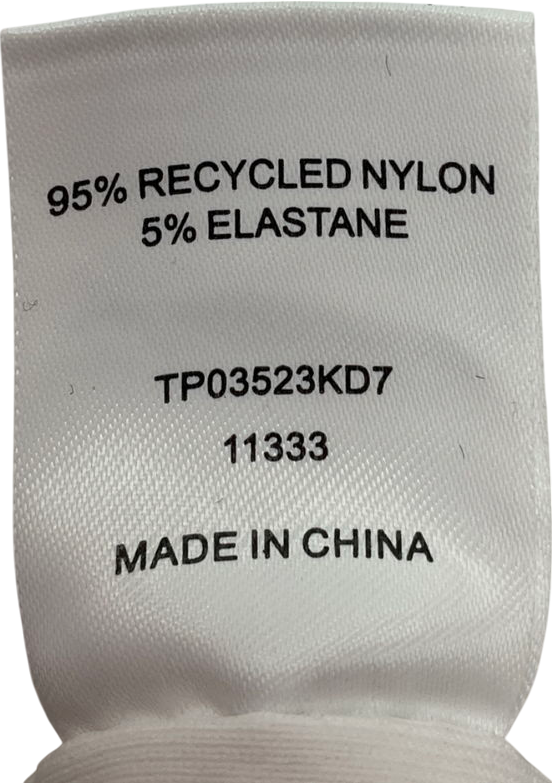 95% RECYCLED NYLON
5% ELASTANE
TP03523KD7
11333
MADE IN CHINA